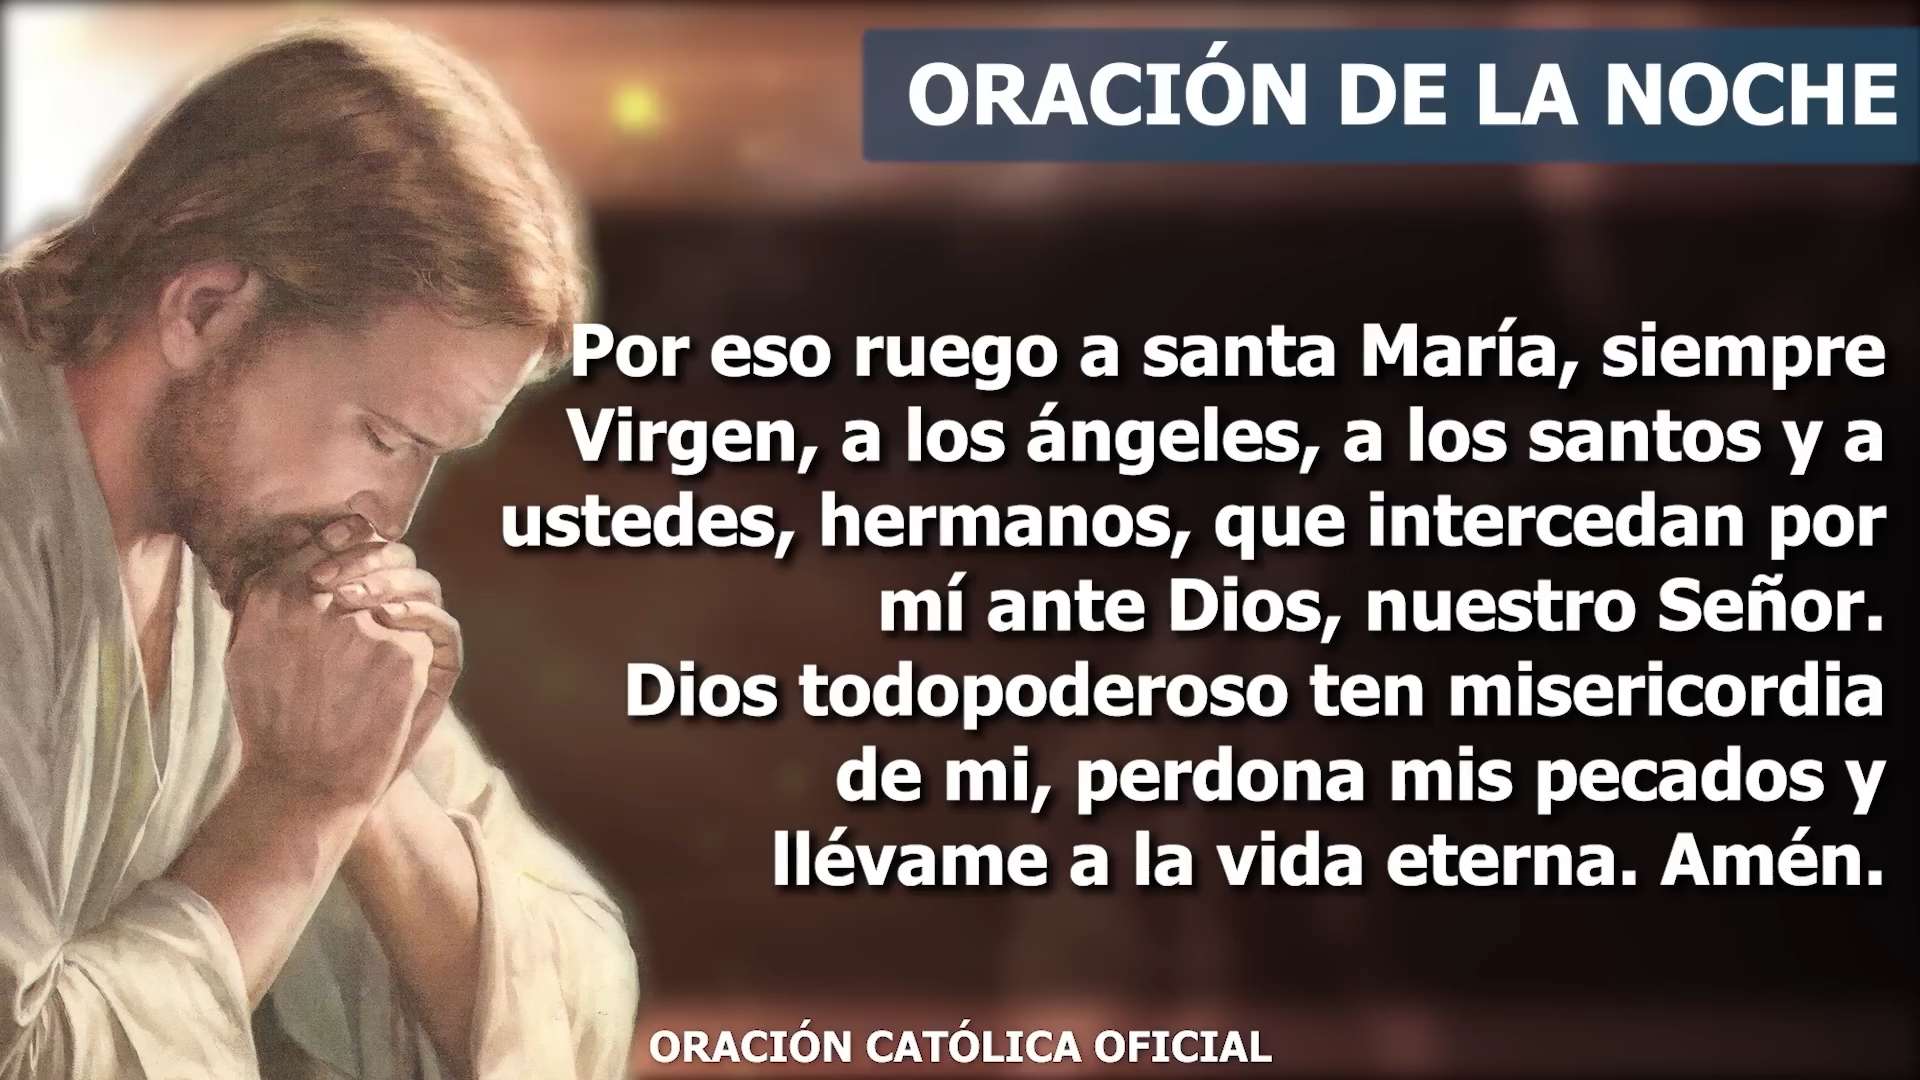 ORACIÓN DE LA NOCHE
Por eso ruego a santa María, siempre
Virgen, a los ángeles, a los santos y a
ustedes, hermanos, que intercedan por
mí ante Dios, nuestro Señor.
Dios todopoderoso ten misericordia
de mi, perdona mis pecados y
llévame a la vida eterna. Amén.
ORACIÓN CATÓLICA OFICIAL